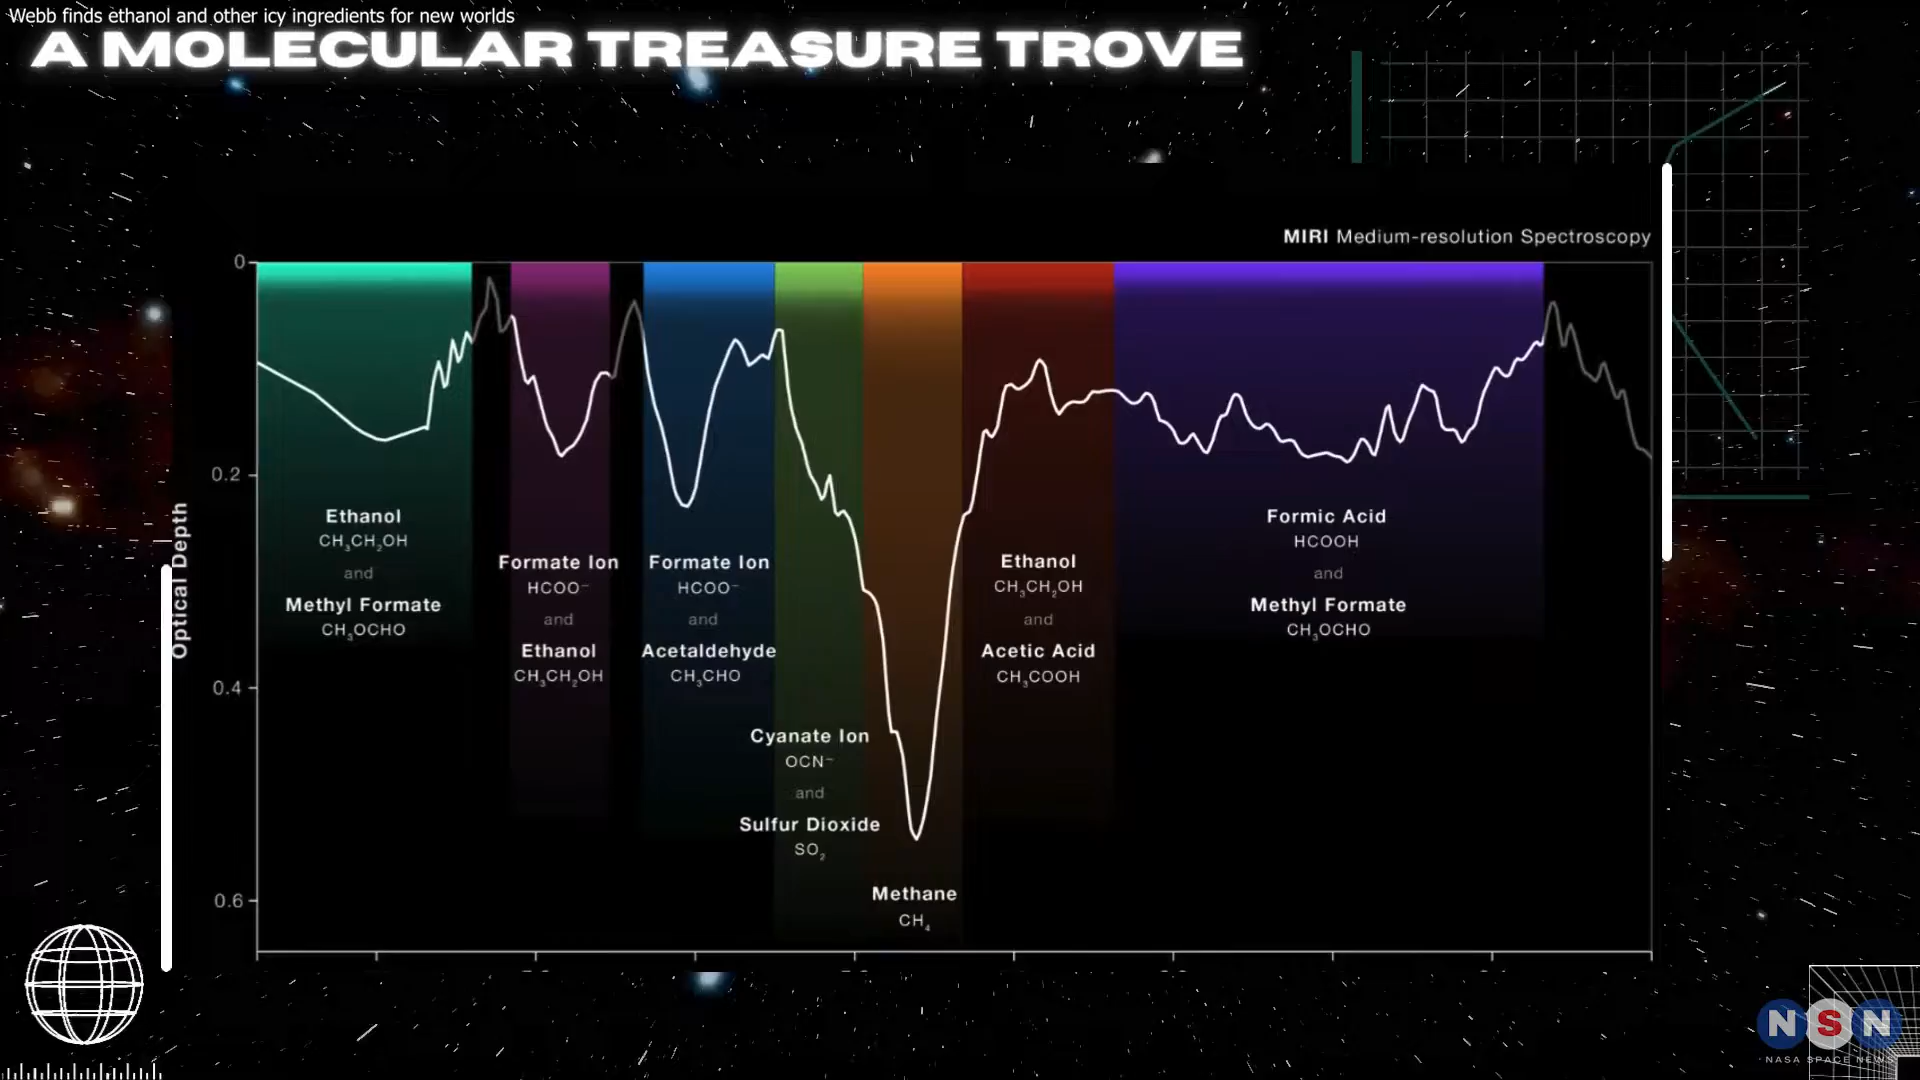 Webb finds ethanol and other icy ingredients for new worlds
A MOLECULAR TREASURE TROVE
MIRI Medium-resolution Spectroscopy
0
0.2
0.4
0.6
Optical Depth
Ethanol
CH₃CH₂OH
and
Methyl Formate
CH₃OCHO
Formate Ion
HCOO⁻
and
Ethanol
CH₃CH₂OH
Formate Ion
HCOO⁻
and
Acetaldehyde
CH₃CHO
Cyanate Ion
OCN⁻
and
Sulfur Dioxide
SO₂
Methane
CH₄
Ethanol
CH₃CH₂OH
and
Acetic Acid
CH₃COOH
Formic Acid
HCOOH
and
Methyl Formate
CH₃OCHO
NSN
NASA SPACE NEWS